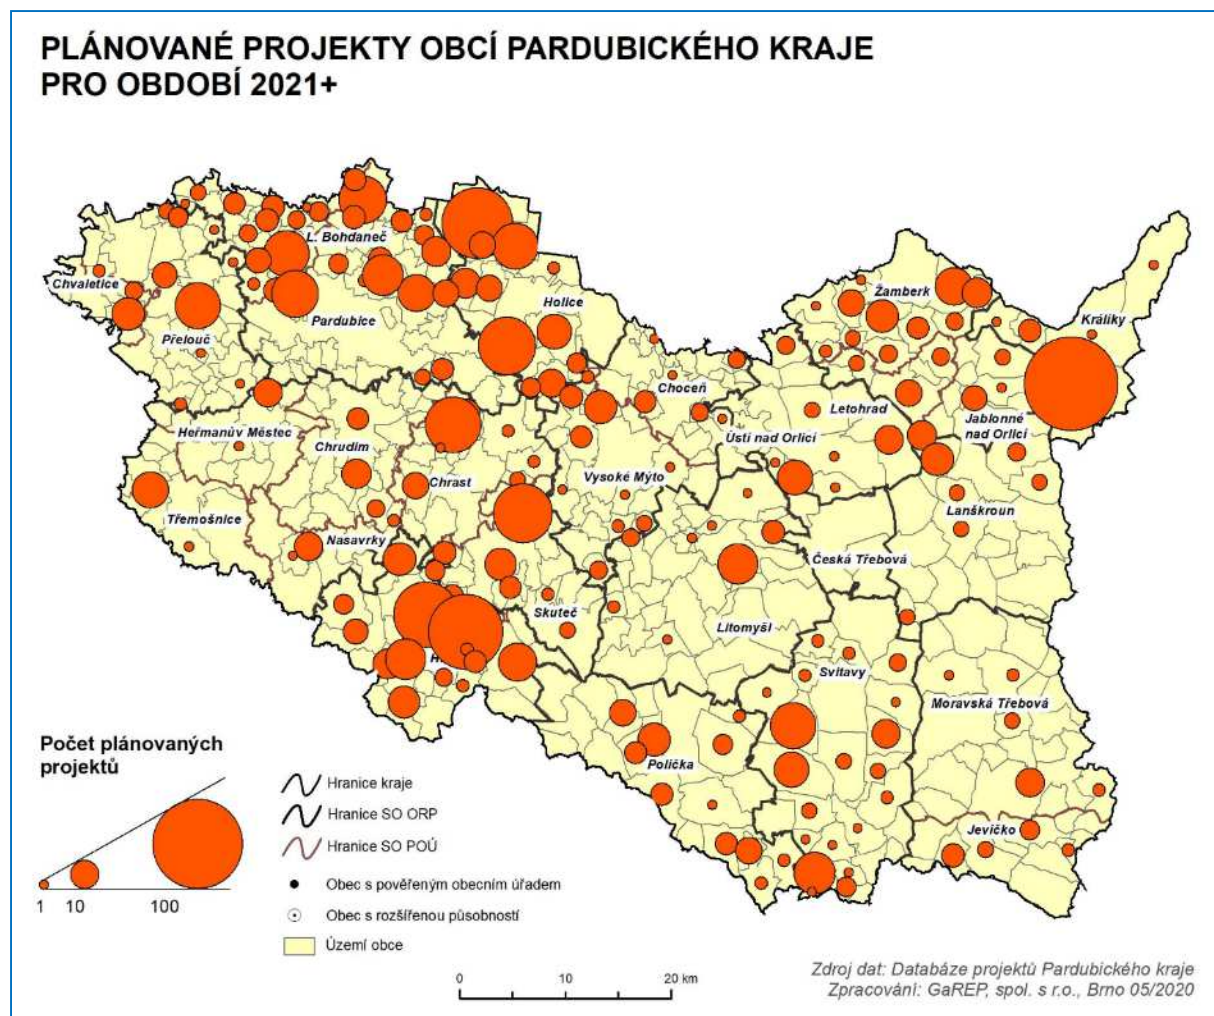 PLÁNOVANÉ PROJEKTY OBCÍ PARDUBICKÉHO KRAJE
PRO OBDOBÍ 2021+
L. Bohdaneč
Chvaletice
Holice
Žamberk
Králíky
Pardubice
Přelouč
Choceň
Letohrad
Jablonné
nad Orlicí
Heřmanův Městec
Chrudim
Ústí nad Orlicí
Chrast
Vysoké Mýto
Lanškroun
Třemošnice
Nasavrky
Česká Třebová
Skuteč
Litomyšl
Svitavy
Moravská Třebová
Polička
Jevíčko
Počet plánovaných
projektů
1 10 100
Hranice kraje
Hranice SO ORP
Hranice SO POÚ
Obec s pověřeným obecním úřadem
Obec s rozšířenou působností
Území obce
0 10 20 km
Zdroj dat: Databáze projektů Pardubického kraje
Zpracování: GaREP, spol. s r.o., Brno 05/2020